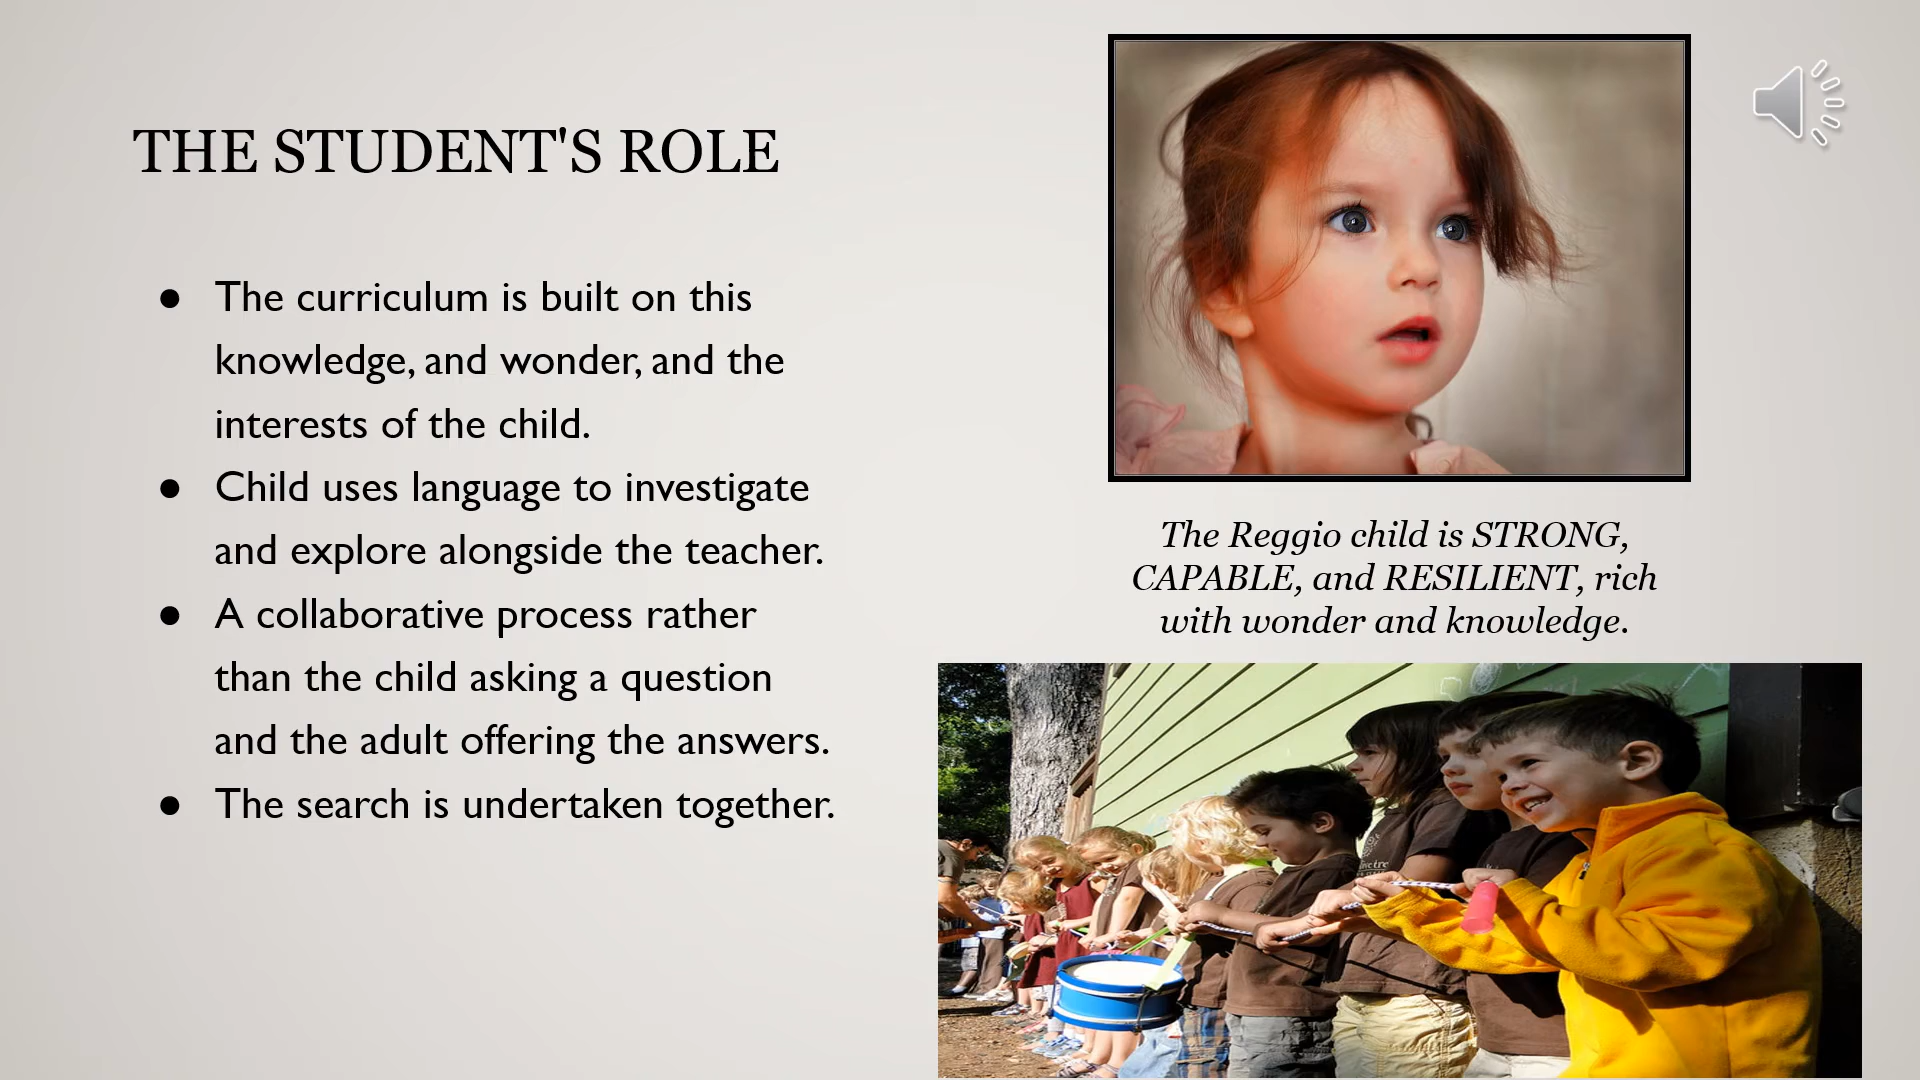 THE STUDENT'S ROLE
● The curriculum is built on this
knowledge, and wonder, and the
interests of the child.
● Child uses language to investigate
and explore alongside the teacher.
● A collaborative process rather
than the child asking a question
and the adult offering the answers.
● The search is undertaken together.
The Reggio child is STRONG,
CAPABLE, and RESILIENT, rich
with wonder and knowledge.